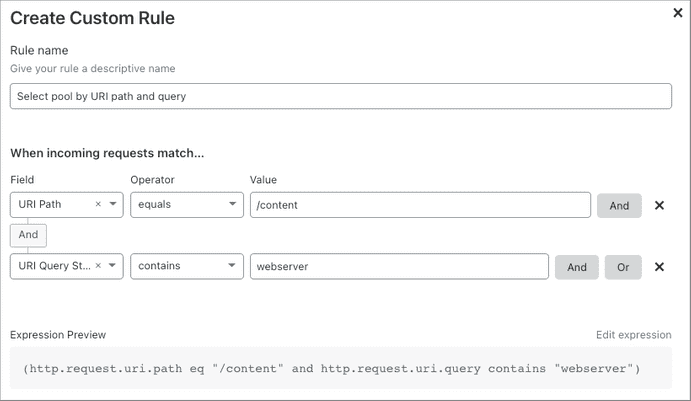 Create Custom Rule
×
Rule name
Give your rule a descriptive name
Select pool by URI path and query
When incoming requests match...
Field Operator Value
URI Path × equals /content And ×
And
URI Query St... × contains webserver And Or ×
Expression Preview Edit expression
(http.request.uri.path eq "/content" and http.request.uri.query contains "webserver")